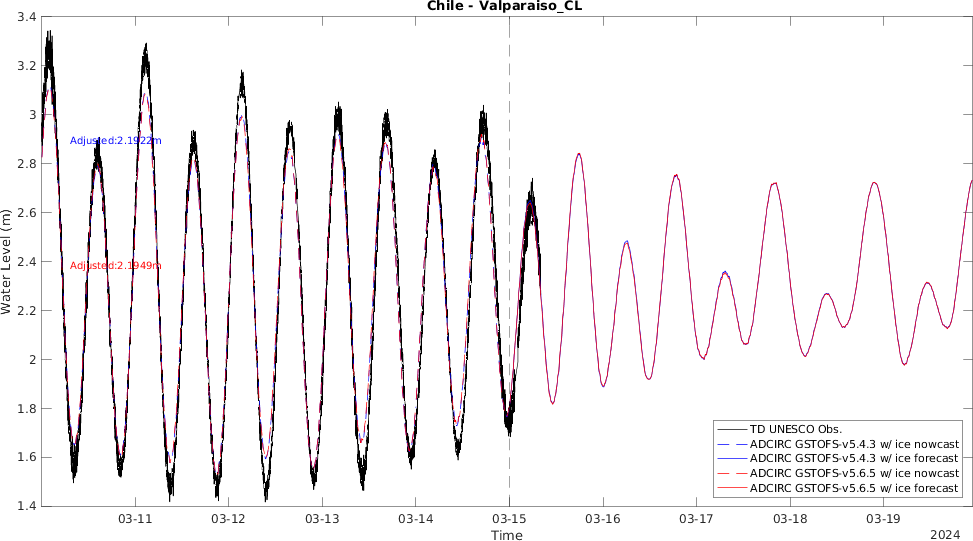 Chile - Valparaiso_CL
3.4
3.2
3
2.8
2.6
2.4
2.2
2
1.8
1.6
1.4
Water Level (m)
Adjusted:2.1922m
Adjusted:2.1949m
TD UNESCO Obs.
ADCIRC GSTOFS-v5.4.3 w/ ice nowcast
ADCIRC GSTOFS-v5.4.3 w/ ice forecast
ADCIRC GSTOFS-v5.6.5 w/ ice nowcast
ADCIRC GSTOFS-v5.6.5 w/ ice forecast
03-11 03-12 03-13 03-14 03-15 03-16 03-17 03-18 03-19
Time
2024